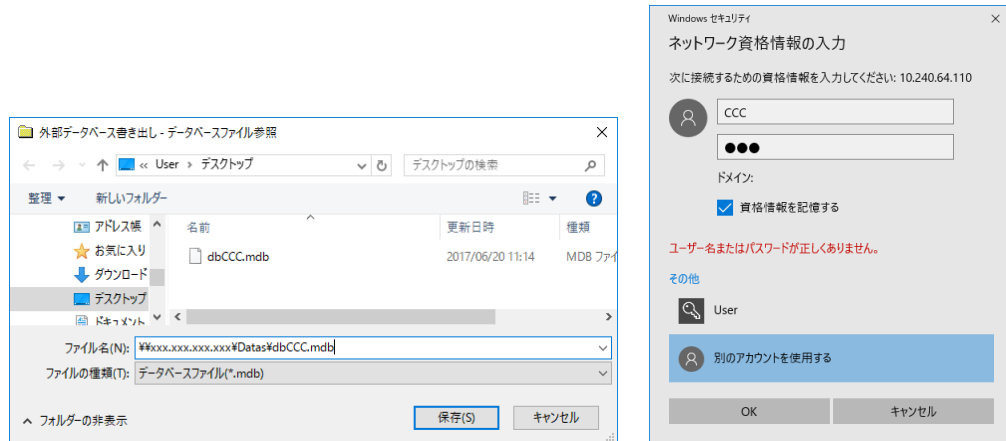 外部データベース書き出し - データベースファイル参照
« User › デスクトップ
デスクトップの検索
整理
新しいフォルダー
アドレス帳
お気に入り
ダウンロード
デスクトップ
ドキュメント
名前
更新日時
種類
dbCCC.mdb
2017/06/20 11:14
MDB ファイ
ファイル名(N):
¥¥xxx.xxx.xxx.xxx¥Datas¥dbCCC.mdb
ファイルの種類(T):
データベースファイル(*.mdb)
フォルダーの非表示
保存(S)
キャンセル
Windows セキュリティ
ネットワーク資格情報の入力
次に接続するための資格情報を入力してください: 10.240.64.110
CCC
●●●
ドメイン:
資格情報を記憶する
ユーザー名またはパスワードが正しくありません。
その他
User
別のアカウントを使用する
OK
キャンセル